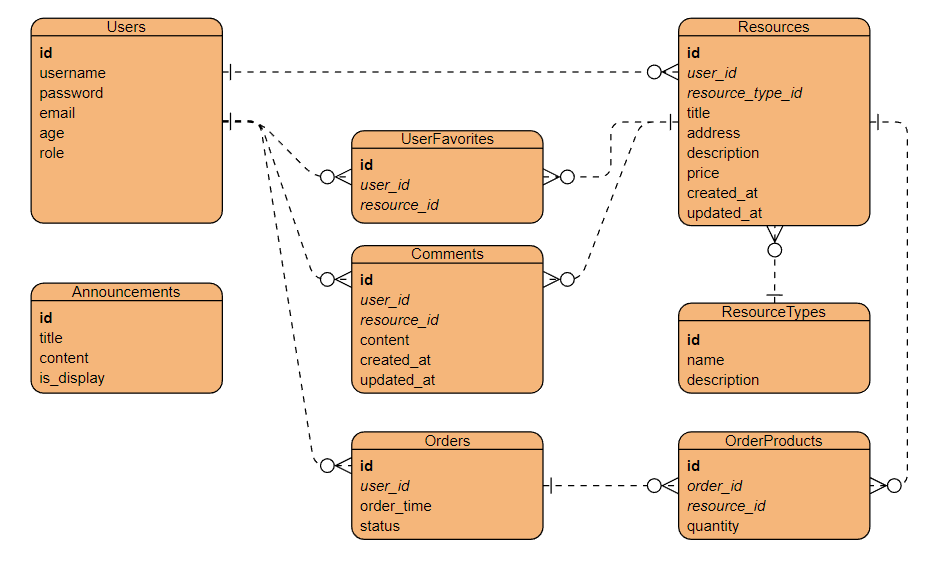 Users
id
username
password
email
age
role
Resources
id
user_id
resource_type_id
title
address
description
price
created_at
updated_at
UserFavorites
id
user_id
resource_id
Comments
id
user_id
resource_id
content
created_at
updated_at
Announcements
id
title
content
is_display
ResourceTypes
id
name
description
Orders
id
user_id
order_time
status
OrderProducts
id
order_id
resource_id
quantity